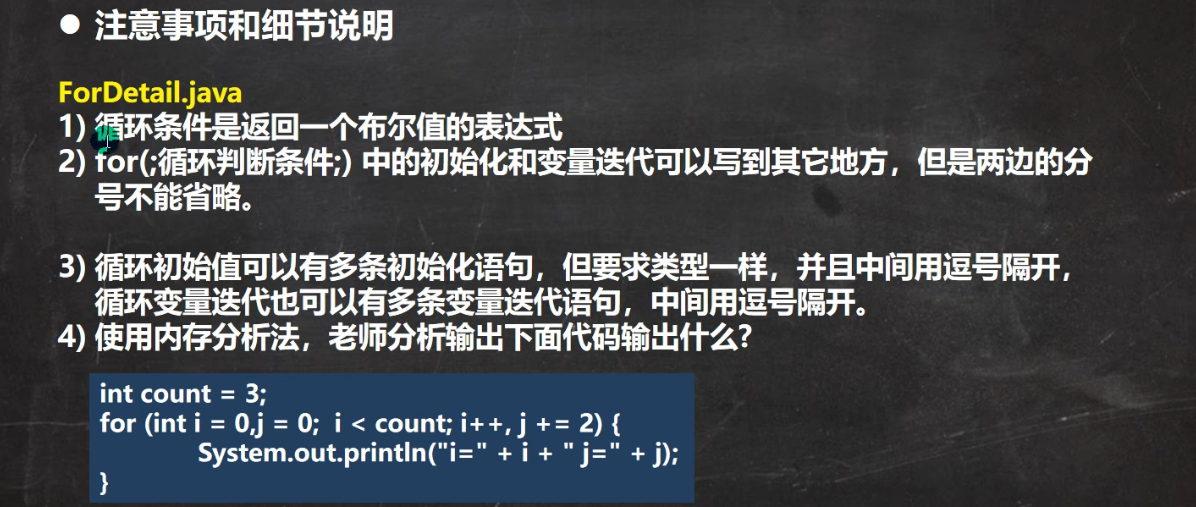 ● 注意事项和细节说明
ForDetail.java
1) 循环条件是返回一个布尔值的表达式
2) for(;循环判断条件;) 中的初始化和变量迭代可以写到其它地方，但是两边的分
号不能省略。
3) 循环初始值可以有多条初始化语句，但要求类型一样，并且中间用逗号隔开，
循环变量迭代也可以有多条变量迭代语句，中间用逗号隔开。
4) 使用内存分析法，老师分析输出下面代码输出什么?
int count = 3;
for (int i = 0,j = 0;  i < count; i++, j += 2) {
System.out.println("i=" + i + " j=" + j);
}